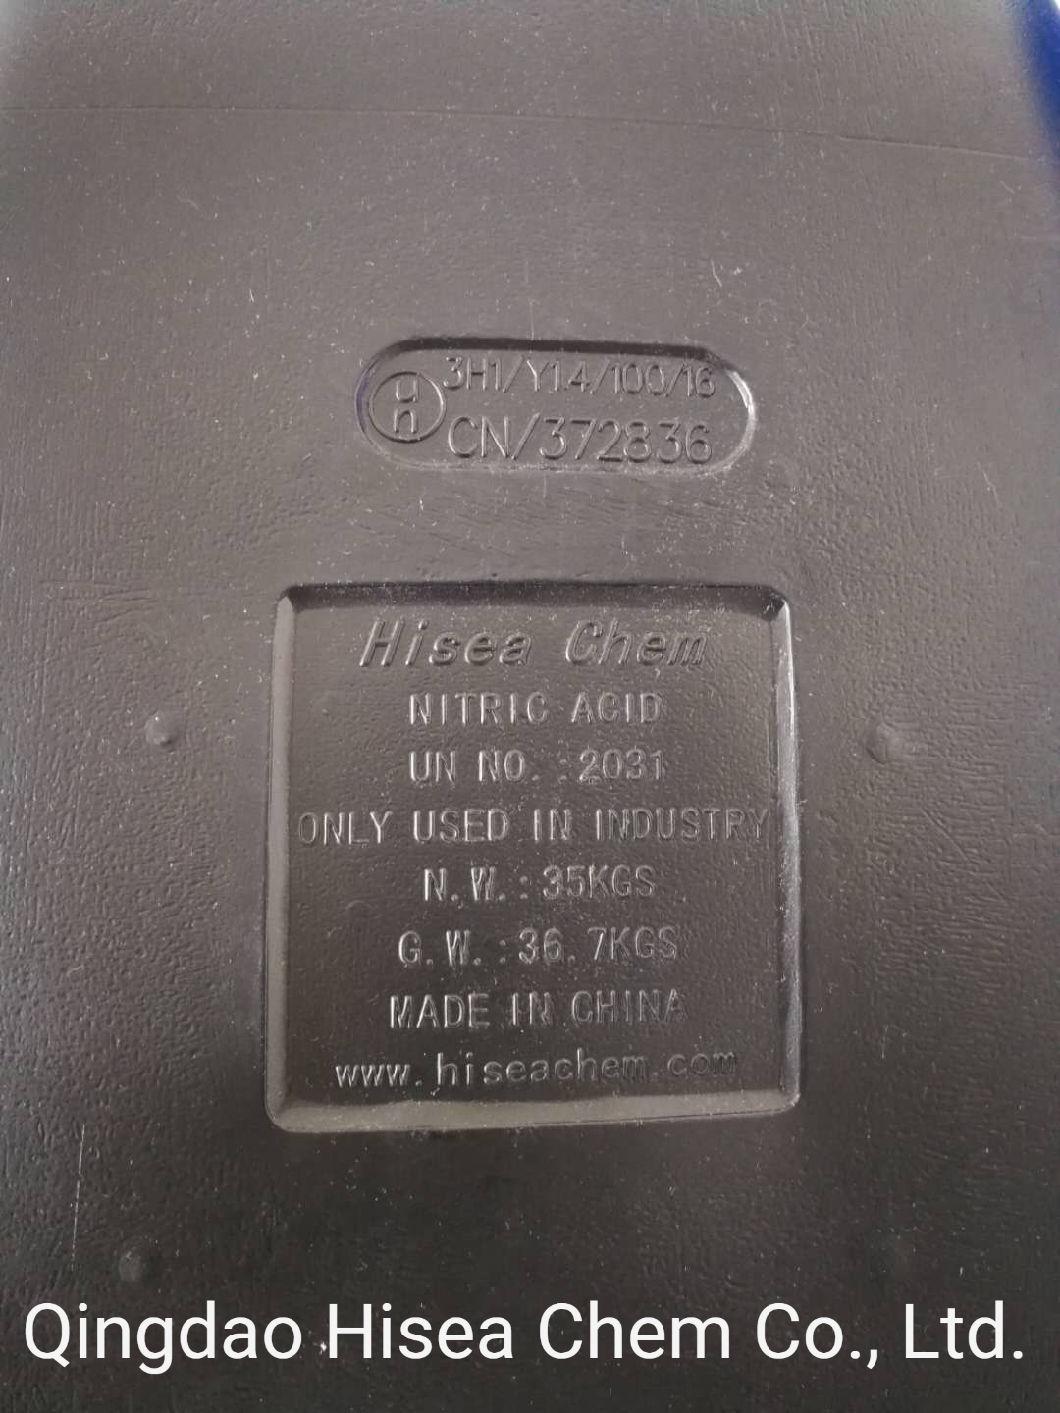 un 3H1/Y1.4/100/16
CN/372836
Hisea Chem
NITRIC ACID
UN NO. :2031
ONLY USED IN INDUSTRY
N.W.:35KGS
G.W.:36.7KGS
MADE IN CHINA
www.hiseachem.com
Qingdao Hisea Chem Co., Ltd.